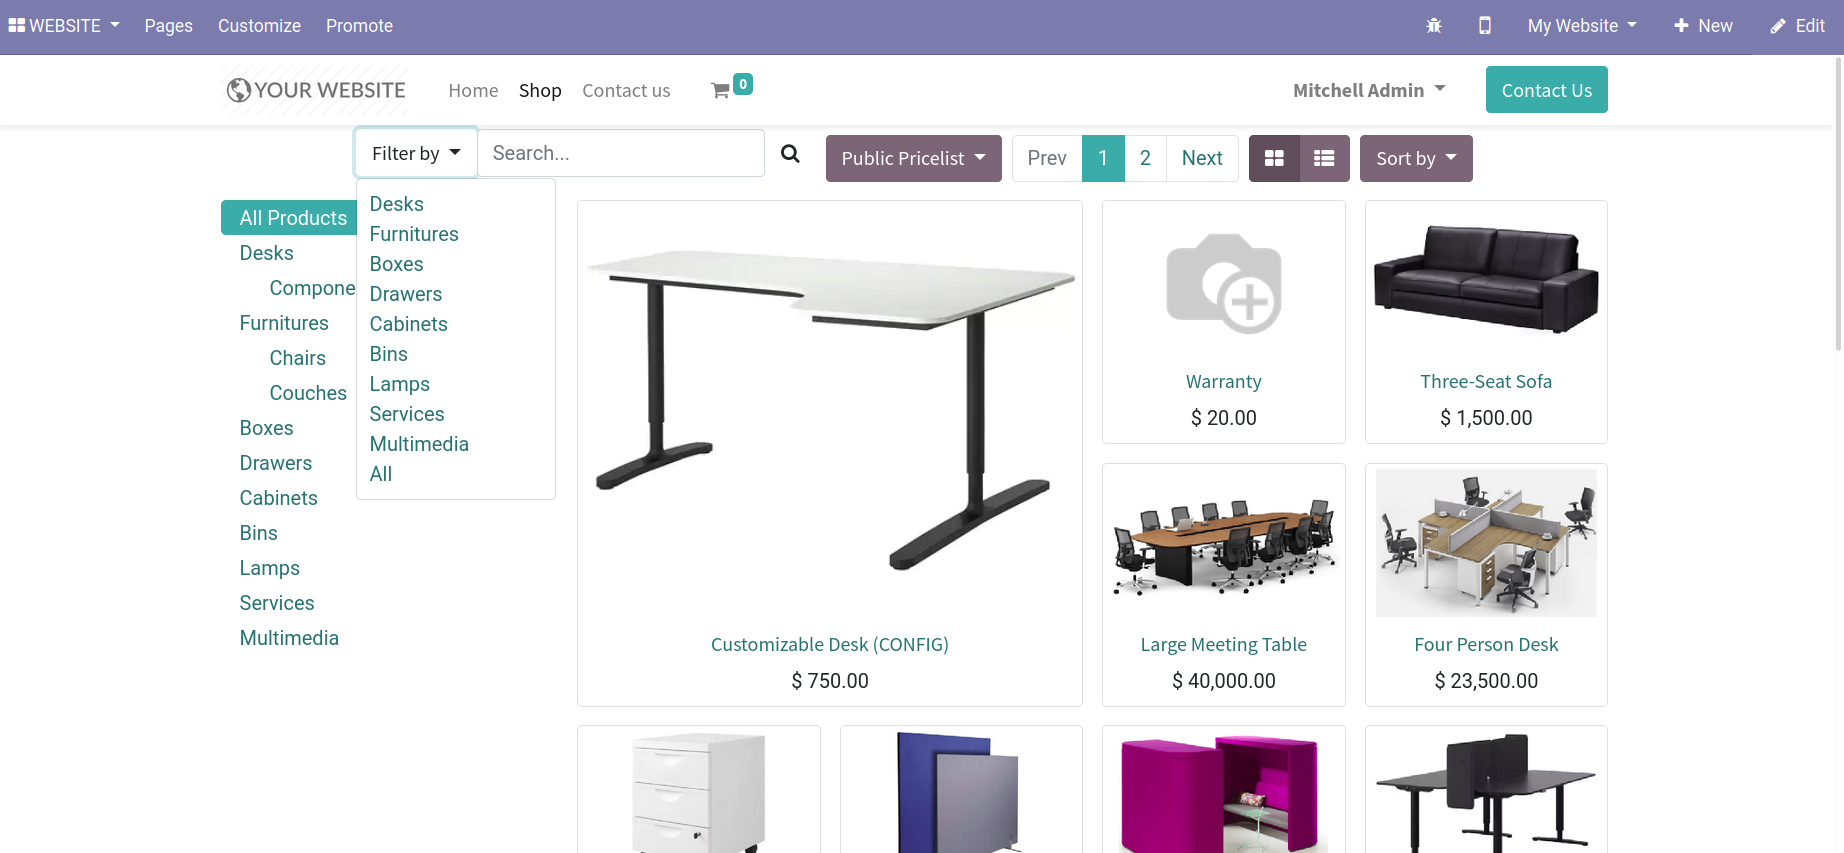 WEBSITE Pages Customize Promote My Website New Edit
YOUR WEBSITE Home Shop Contact us 0 Mitchell Admin Contact Us
Filter by Search... Public Pricelist Prev 1 2 Next Sort by
All Products
Desks
Compone
Furnitures
Chairs
Couches
Boxes
Drawers
Cabinets
Bins
Lamps
Services
Multimedia
Desks
Furnitures
Boxes
Drawers
Cabinets
Bins
Lamps
Services
Multimedia
All
Customizable Desk (CONFIG)
$ 750.00
Warranty
$ 20.00
Three-Seat Sofa
$ 1,500.00
Large Meeting Table
$ 40,000.00
Four Person Desk
$ 23,500.00